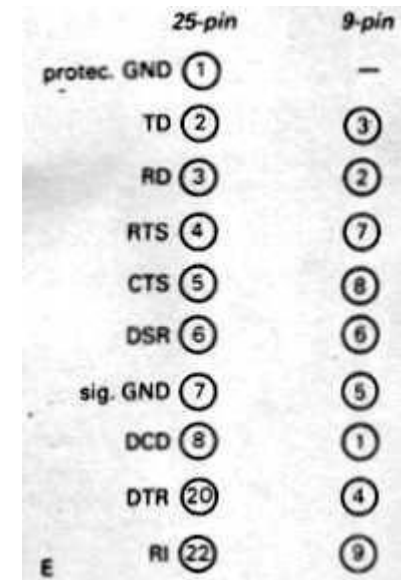 25-pin 9-pin
protec. GND 1 —
TD 2 3
RD 3 2
RTS 4 7
CTS 5 8
DSR 6 6
sig. GND 7 5
DCD 8 1
DTR 20 4
E RI 22 9